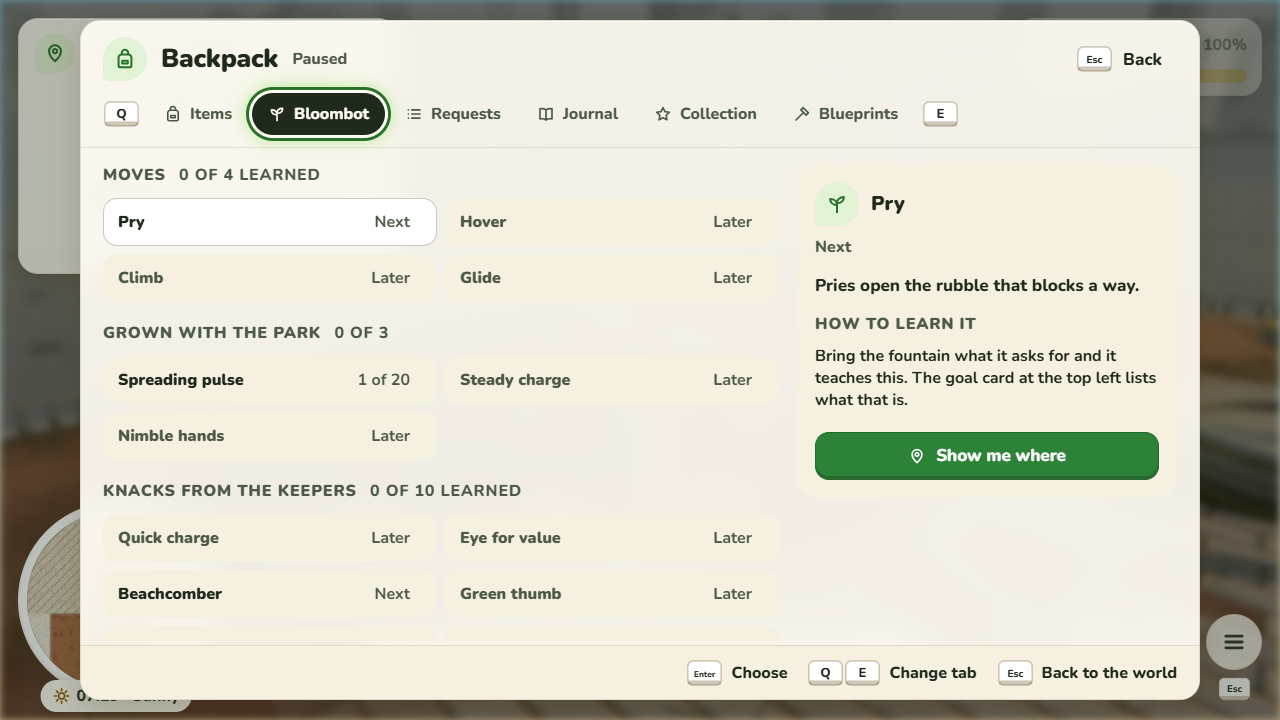 Backpack Paused
Esc Back
100%
Q Items Bloombot Requests Journal Collection Blueprints E
MOVES 0 OF 4 LEARNED
Pry Next
Hover Later
Climb Later
Glide Later
GROWN WITH THE PARK 0 OF 3
Spreading pulse 1 of 20
Steady charge Later
Nimble hands Later
KNACKS FROM THE KEEPERS 0 OF 10 LEARNED
Quick charge Later
Eye for value Later
Beachcomber Next
Green thumb Later
Pry
Next
Pries open the rubble that blocks a way.
HOW TO LEARN IT
Bring the fountain what it asks for and it
teaches this. The goal card at the top left lists
what that is.
Show me where
Enter Choose Q E Change tab Esc Back to the world
Esc